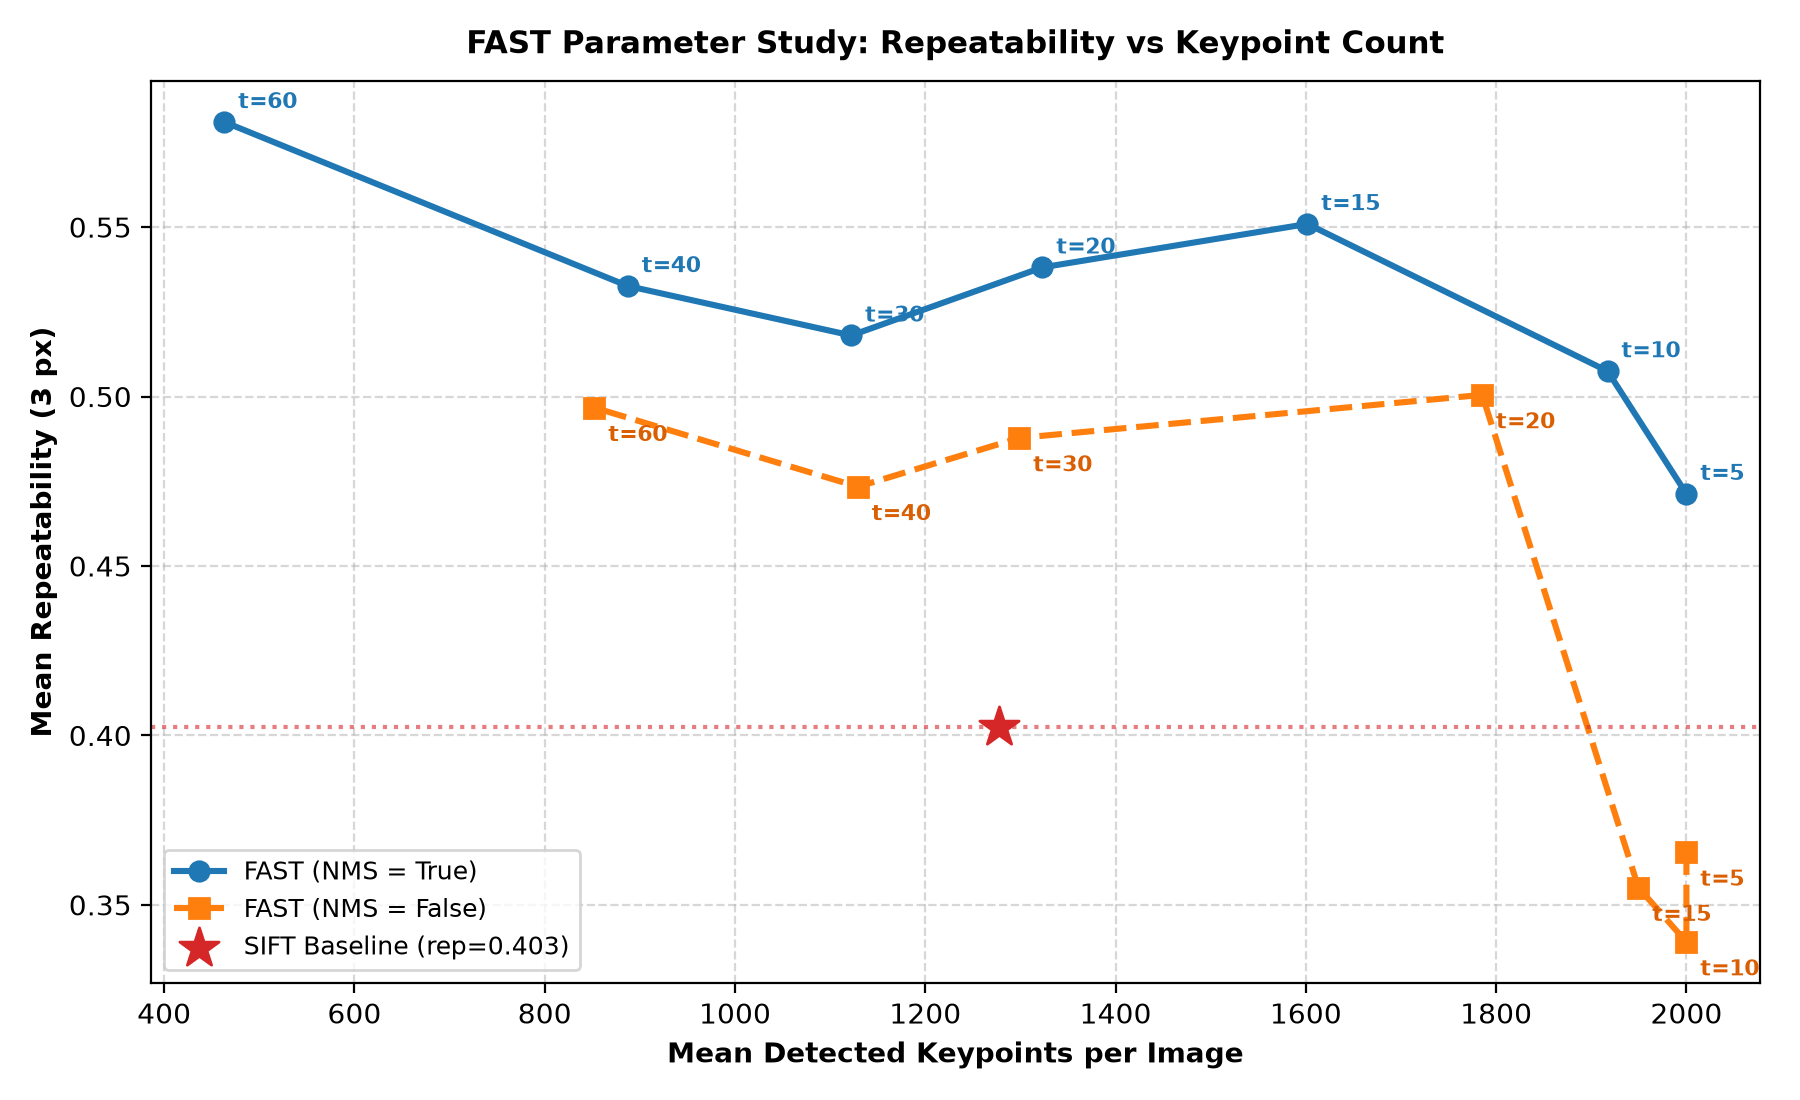 FAST Parameter Study: Repeatability vs Keypoint Count
t=60
t=40
t=30
t=20
t=15
t=10
t=5
t=60
t=40
t=30
t=20
t=15
t=10
t=5
Mean Repeatability (3 px)
0.55
0.50
0.45
0.40
0.35
FAST (NMS = True)
FAST (NMS = False)
SIFT Baseline (rep=0.403)
400 600 800 1000 1200 1400 1600 1800 2000
Mean Detected Keypoints per Image